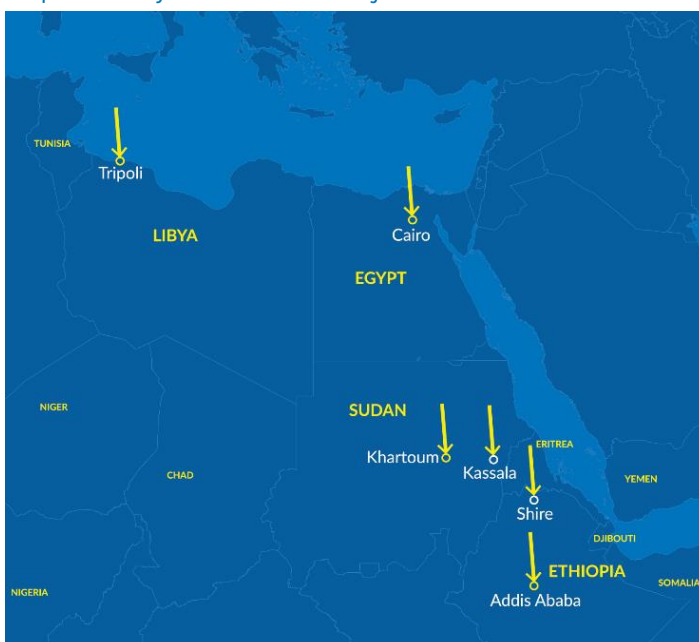 TUNISIA
Tripoli
LIBYA
Cairo
EGYPT
NIGER
SUDAN
CHAD
Khartoum
Kassala
ERITREA
YEMEN
Shire
DJIBOUTI
ETHIOPIA
SOMALIA
NIGERIA
Addis Ababa